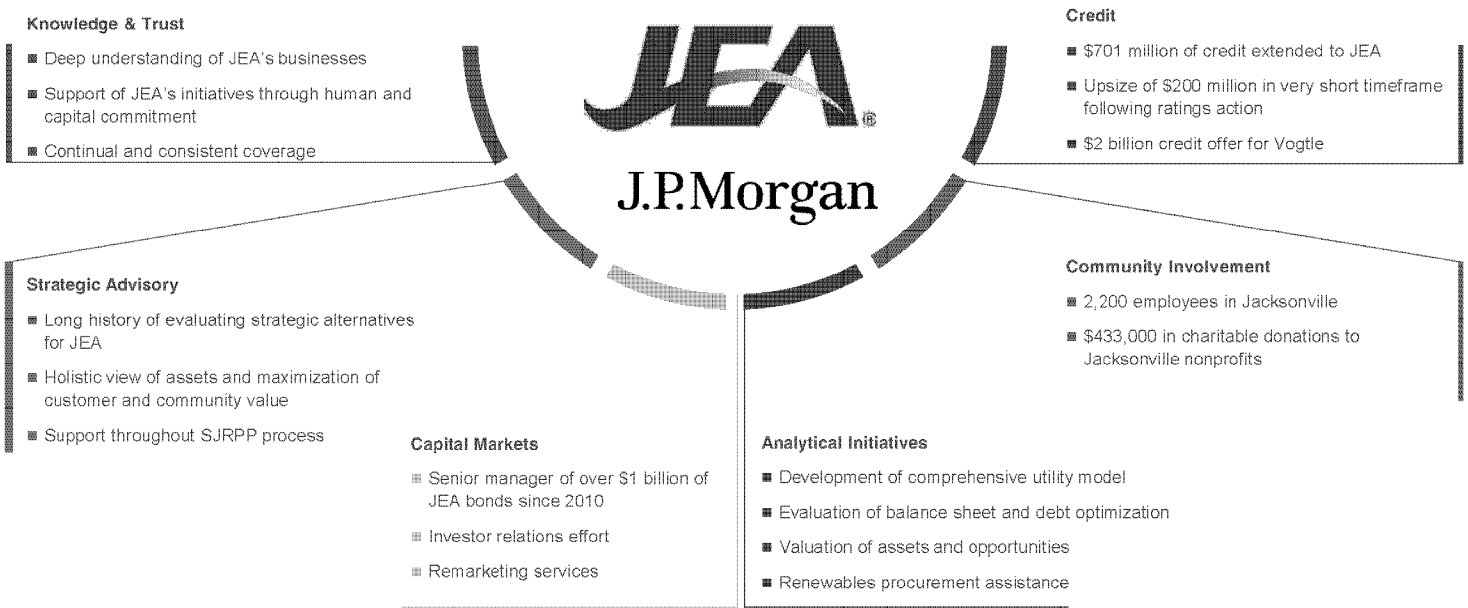 Knowledge & Trust
Deep understanding of JEA's businesses
Support of JEA's initiatives through human and
capital commitment
Continual and consistent coverage
JEA®
J.P.Morgan
Credit
$701 million of credit extended to JEA
Upsize of $200 million in very short timeframe
following ratings action
$2 billion credit offer for Vogtle
Strategic Advisory
Long history of evaluating strategic alternatives
for JEA
Holistic view of assets and maximization of
customer and community value
Support throughout SJRPP process
Community Involvement
2,200 employees in Jacksonville
$433,000 in charitable donations to
Jacksonville nonprofits
Capital Markets
Senior manager of over $1 billion of
JEA bonds since 2010
Investor relations effort
Remarketing services
Analytical Initiatives
Development of comprehensive utility model
Evaluation of balance sheet and debt optimization
Valuation of assets and opportunities
Renewables procurement assistance